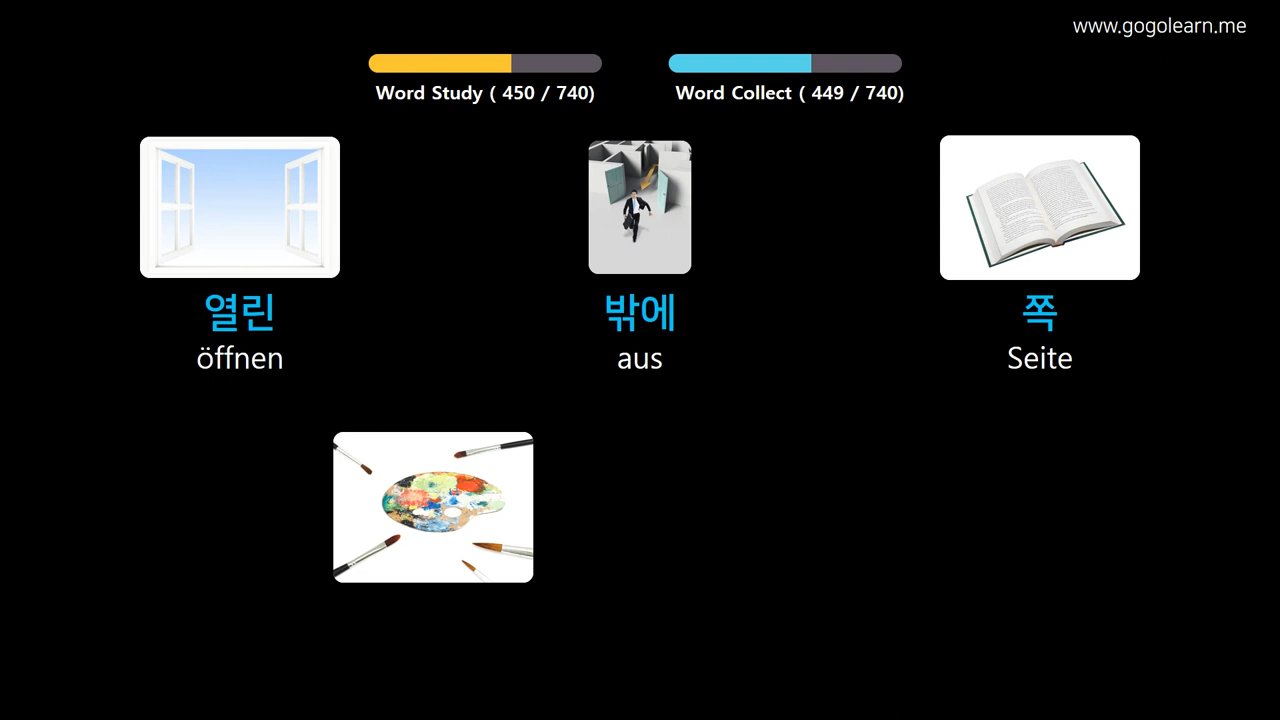 www.gogolearn.me
Word Study ( 450 / 740)
Word Collect ( 449 / 740)
열린
öffnen
밖에
aus
쪽
Seite